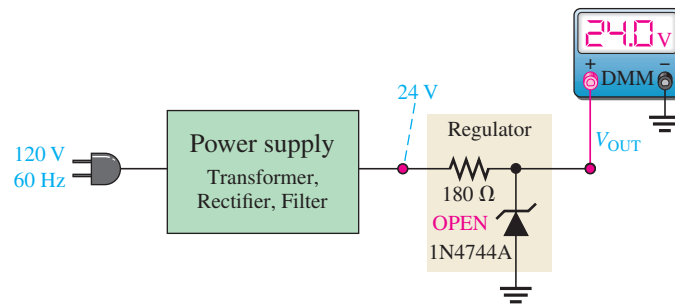 24.0 V
+ DMM −
24 V
Regulator
Power supply
Transformer,
Rectifier, Filter
120 V
60 Hz
V_OUT
180 Ω
OPEN
1N4744A